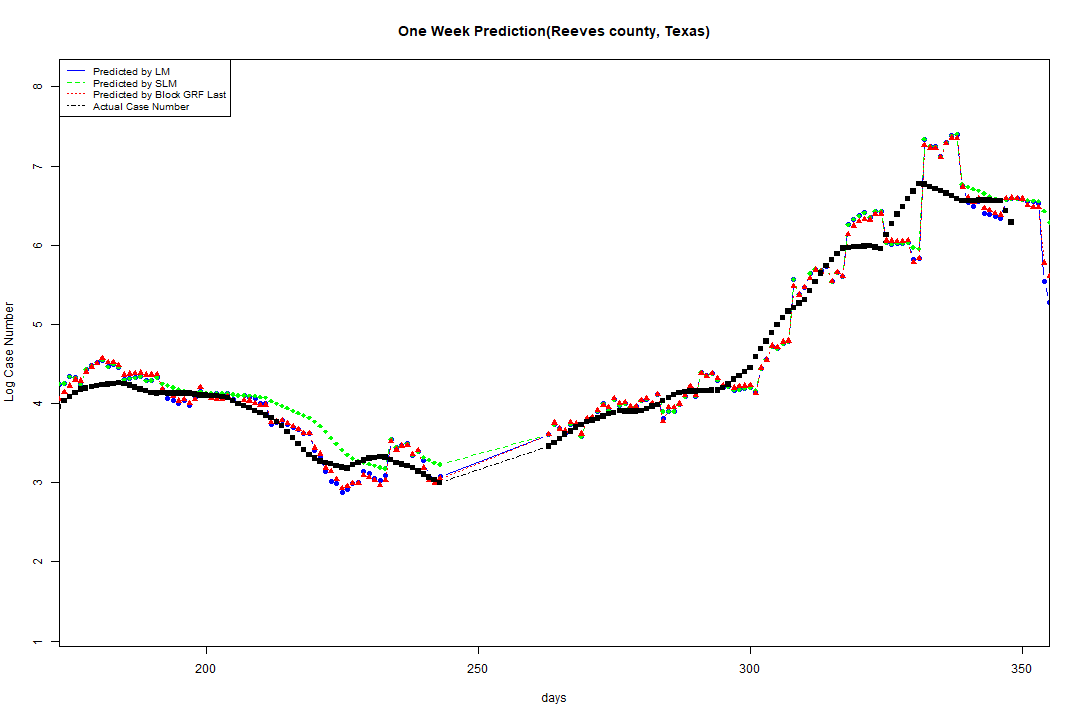 One Week Prediction(Reeves county, Texas)
Predicted by LM
Predicted by SLM
Predicted by Block GRF Last
Actual Case Number
Log Case Number
8
7
6
5
4
3
2
1
200 250 300 350
days